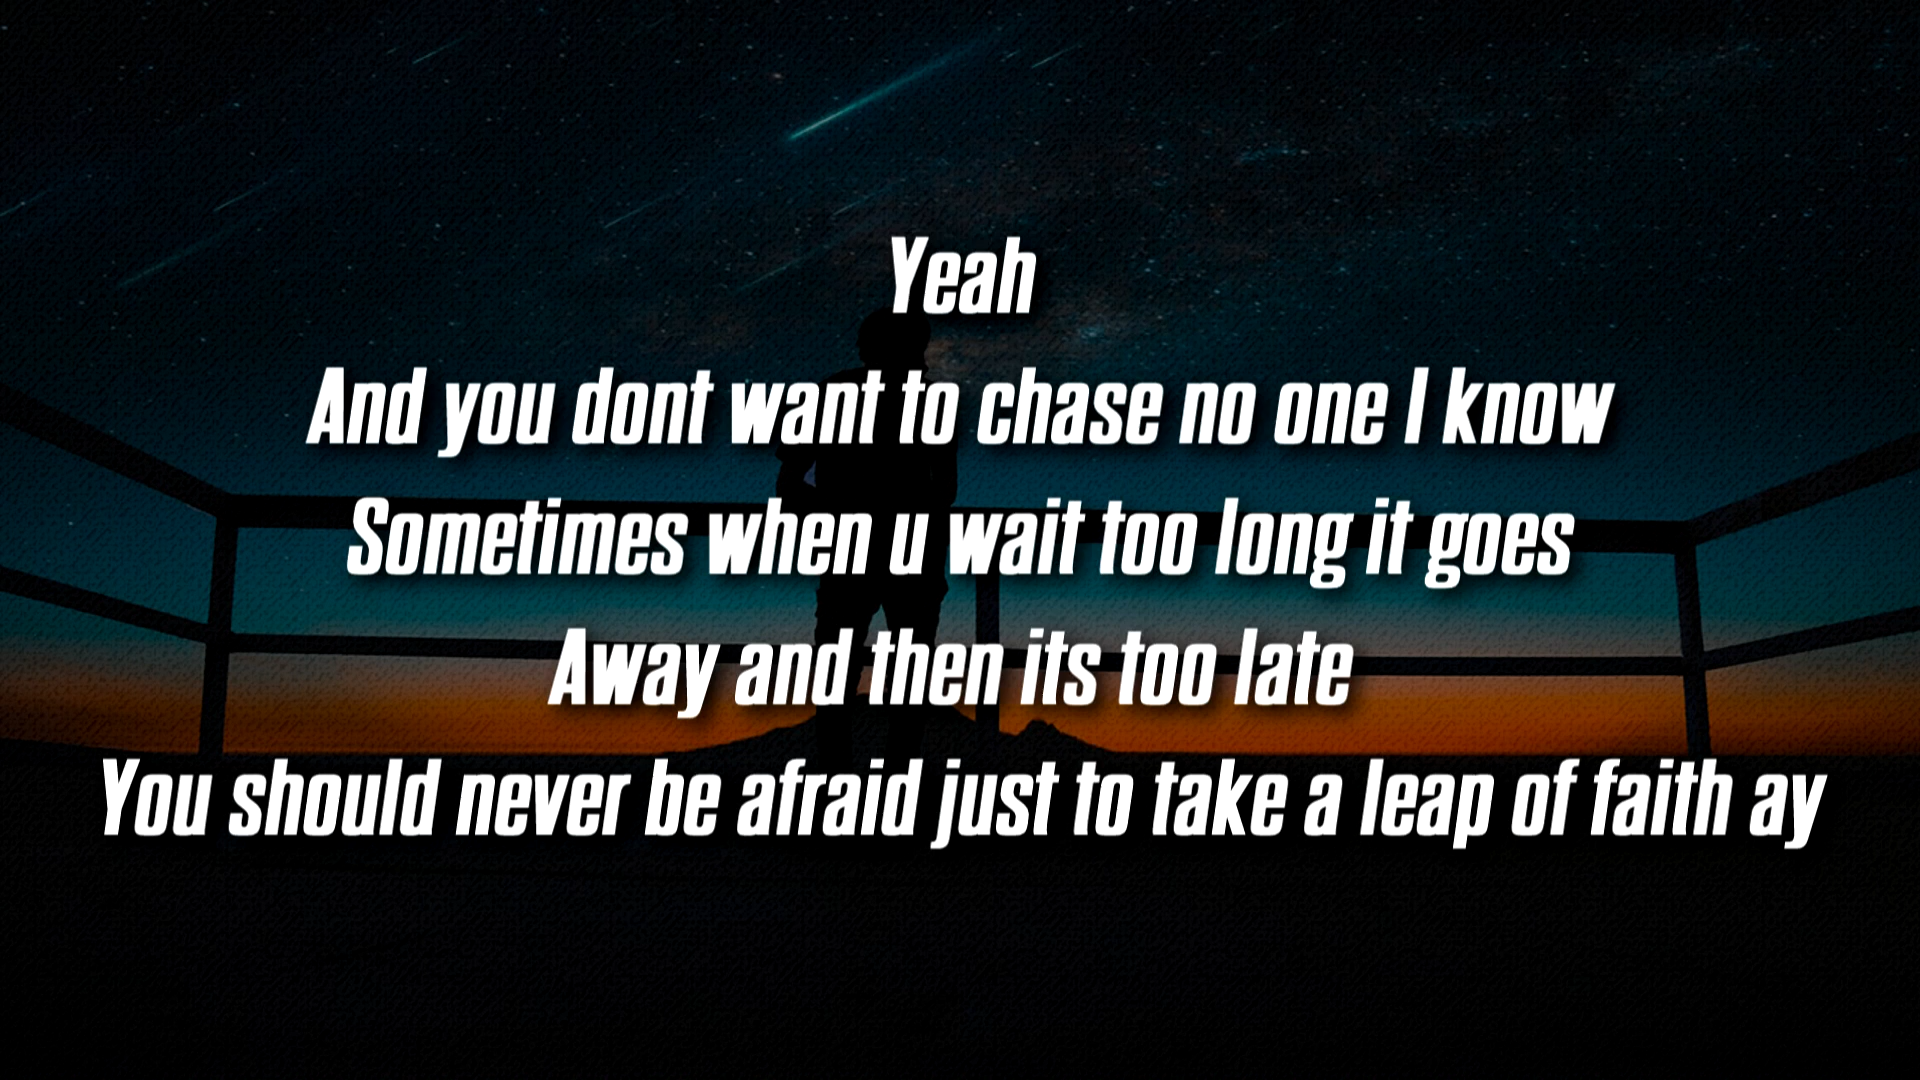 Yeah
And you dont want to chase no one I know
Sometimes when u wait too long it goes
Away and then its too late
You should never be afraid just to take a leap of faith ay